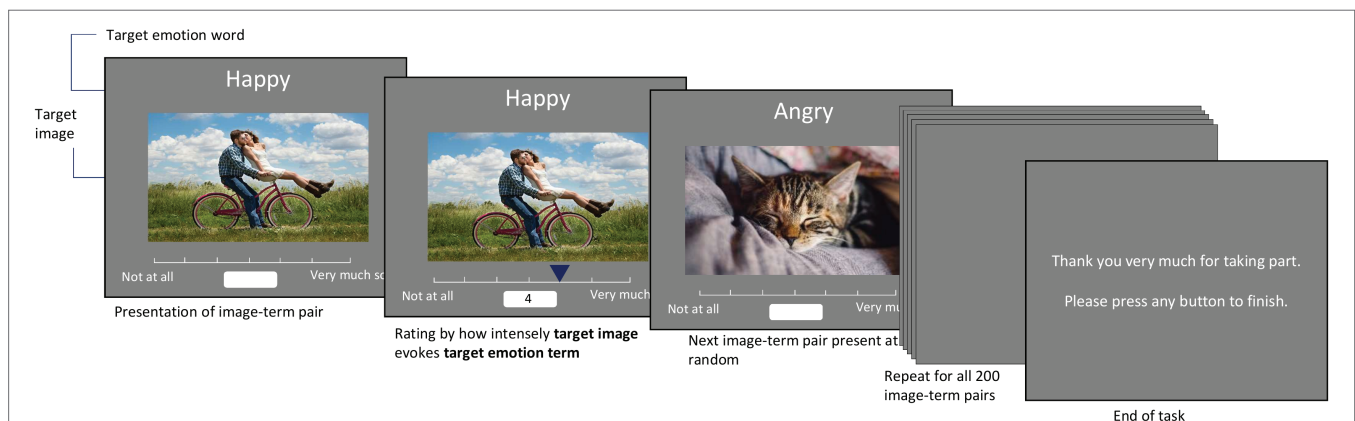 Target emotion word
Target
image
Happy
Not at all
Very much so
Presentation of image-term pair
Happy
Not at all
4
Very much
Rating by how intensely target image
evokes target emotion term
Angry
Not at all
Very mu
Next image-term pair present at
random
Repeat for all 200
image-term pairs
Thank you very much for taking part.
Please press any button to finish.
End of task